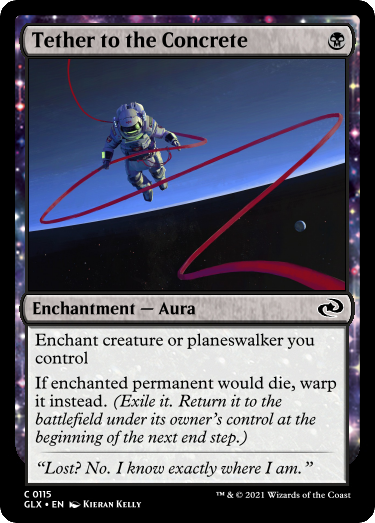 Tether to the Concrete
Enchantment — Aura
Enchant creature or planeswalker you
control
If enchanted permanent would die, warp
it instead. (Exile it. Return it to the
battlefield under its owner's control at the
beginning of the next end step.)
"Lost? No. I know exactly where I am."
C 0115
GLX • EN Kieran Kelly
™ & © 2021 Wizards of the Coast